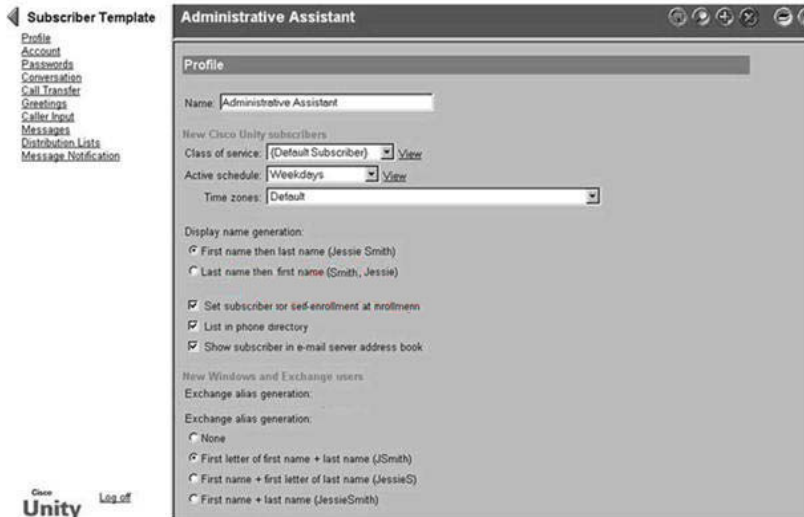 Subscriber Template
Profile
Account
Passwords
Conversation
Call Transfer
Greetings
Caller Input
Messages
Distribution Lists
Message Notification
Cisco
Unity
Log off
Administrative Assistant
Profile
Name: Administrative Assistant
New Cisco Unity subscribers
Class of service: {Default Subscriber} View
Active schedule: Weekdays View
Time zones: Default
Display name generation:
First name then last name (Jessie Smith)
Last name then first name (Smith, Jessie)
Set subscriber for self-enrollment at
List in phone directory
Show subscriber in e-mail server address book
New Windows and Exchange users
Exchange alias generation:
Exchange alias generation:
None
First letter of first name + last name (JSmith)
First name + first letter of last name (JessieS)
First name + last name (JessieSmith)